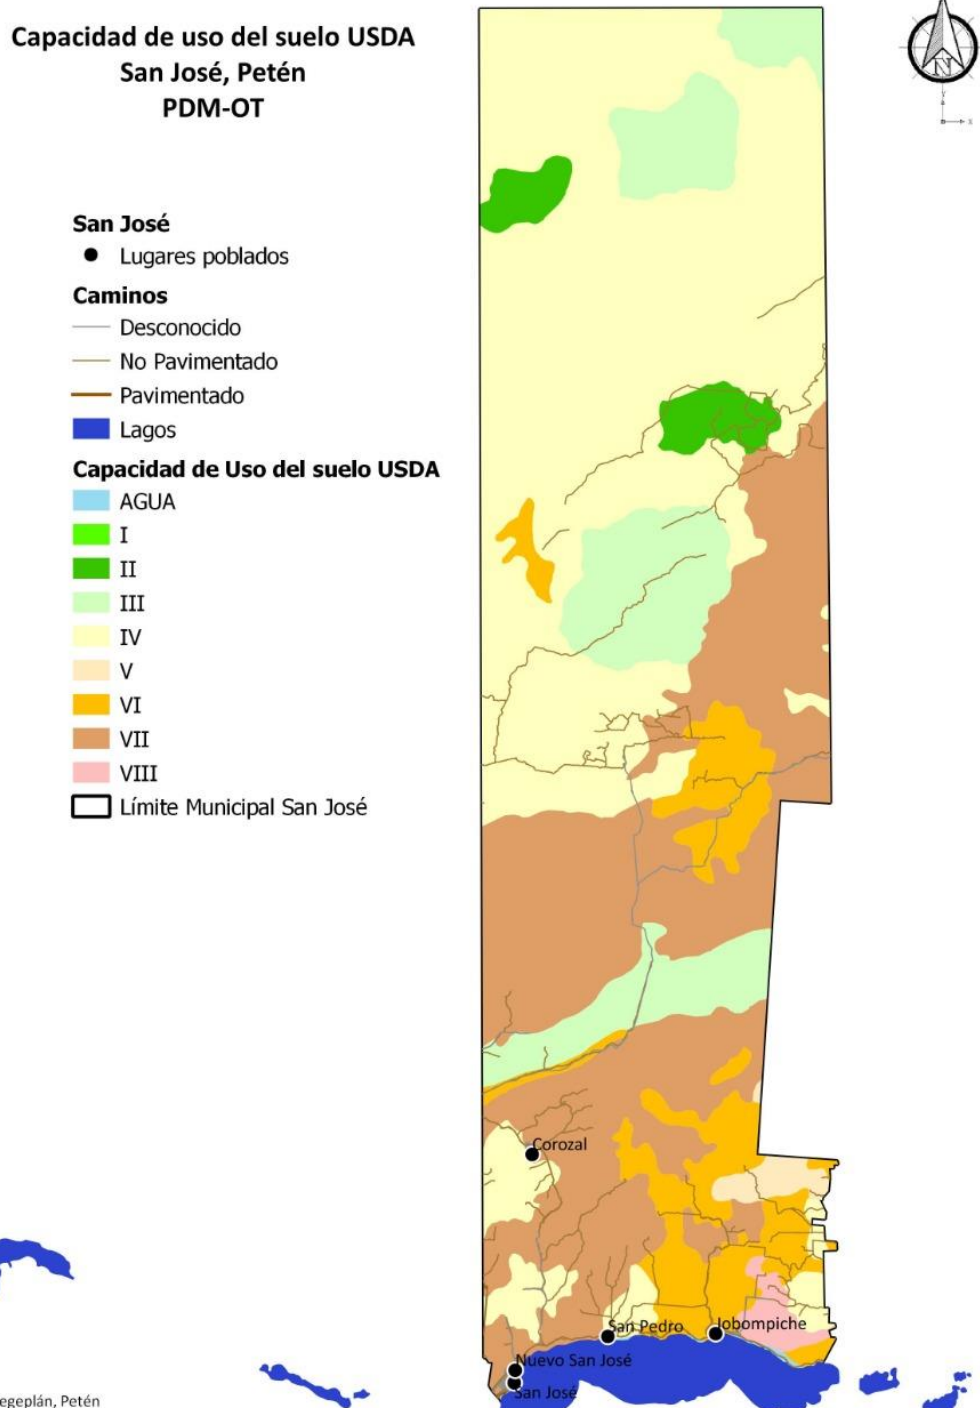 Capacidad de uso del suelo USDA
San José, Petén
PDM-OT
N
Y
X
San José
Lugares poblados
Caminos
Desconocido
No Pavimentado
Pavimentado
Lagos
Capacidad de Uso del suelo USDA
AGUA
I
II
III
IV
V
VI
VII
VIII
Límite Municipal San José
Corozal
San Pedro
Jobompiche
Nuevo San José
San José
egeplán, Petén